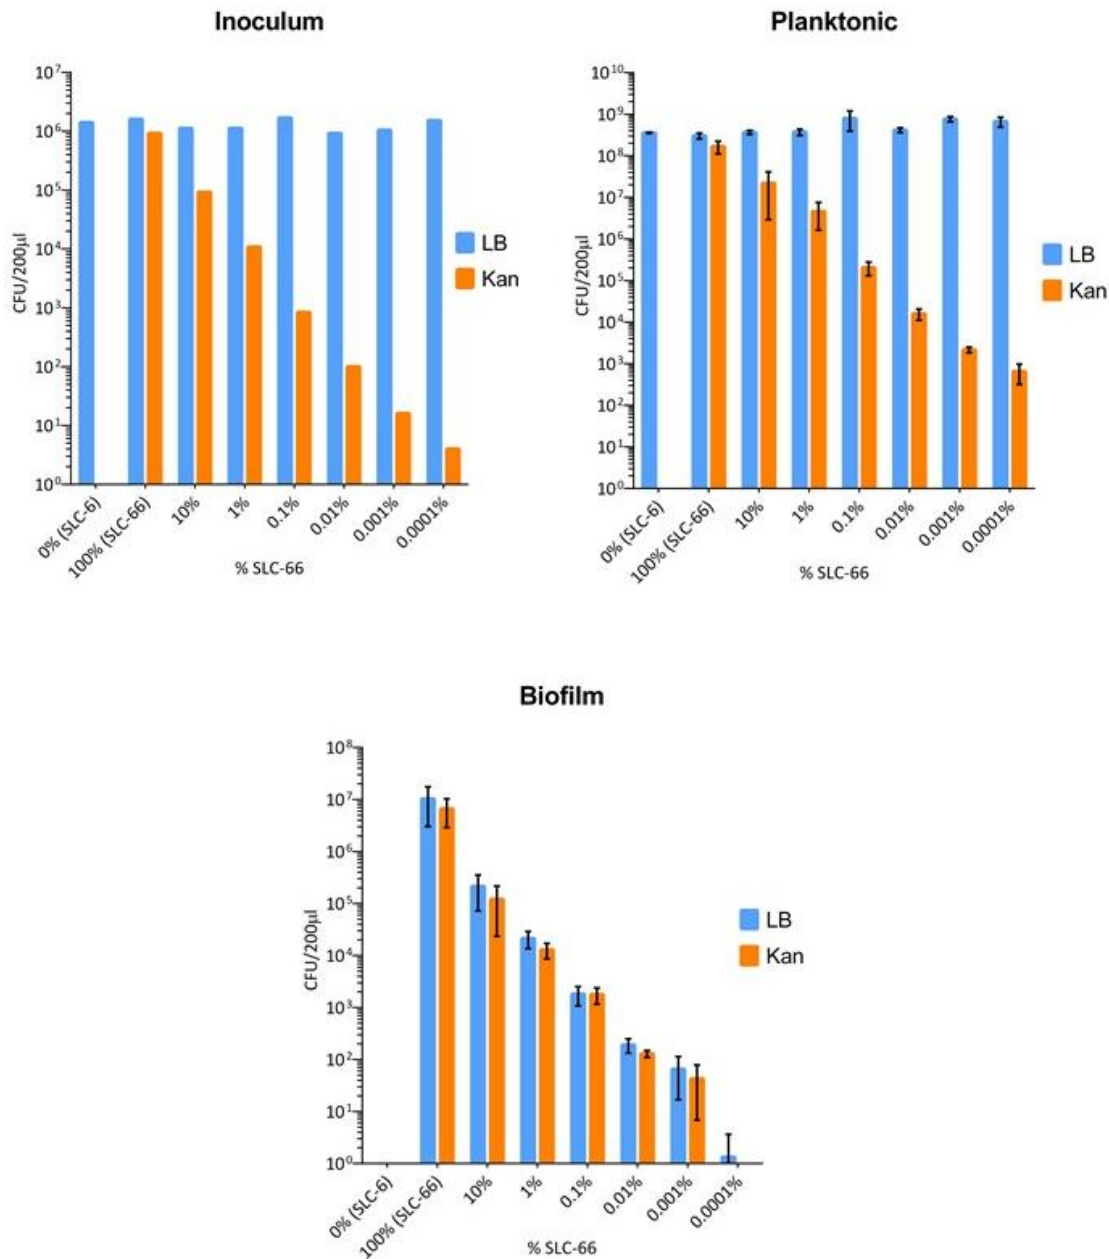 Inoculum
10⁷
10⁶
10⁵
10⁴
10³
10²
10¹
10⁰
CFU/200µl
0% (SLC-6)
100% (SLC-66)
10%
1%
0.1%
0.01%
0.001%
0.0001%
% SLC-66
LB
Kan
Planktonic
10¹⁰
10⁹
10⁸
10⁷
10⁶
10⁵
10⁴
10³
10²
10¹
10⁰
CFU/200µl
0% (SLC-6)
100% (SLC-66)
10%
1%
0.1%
0.01%
0.001%
0.0001%
% SLC-66
LB
Kan
Biofilm
10⁸
10⁷
10⁶
10⁵
10⁴
10³
10²
10¹
10⁰
CFU/200µl
0% (SLC-6)
100% (SLC-66)
10%
1%
0.1%
0.01%
0.001%
0.0001%
% SLC-66
LB
Kan